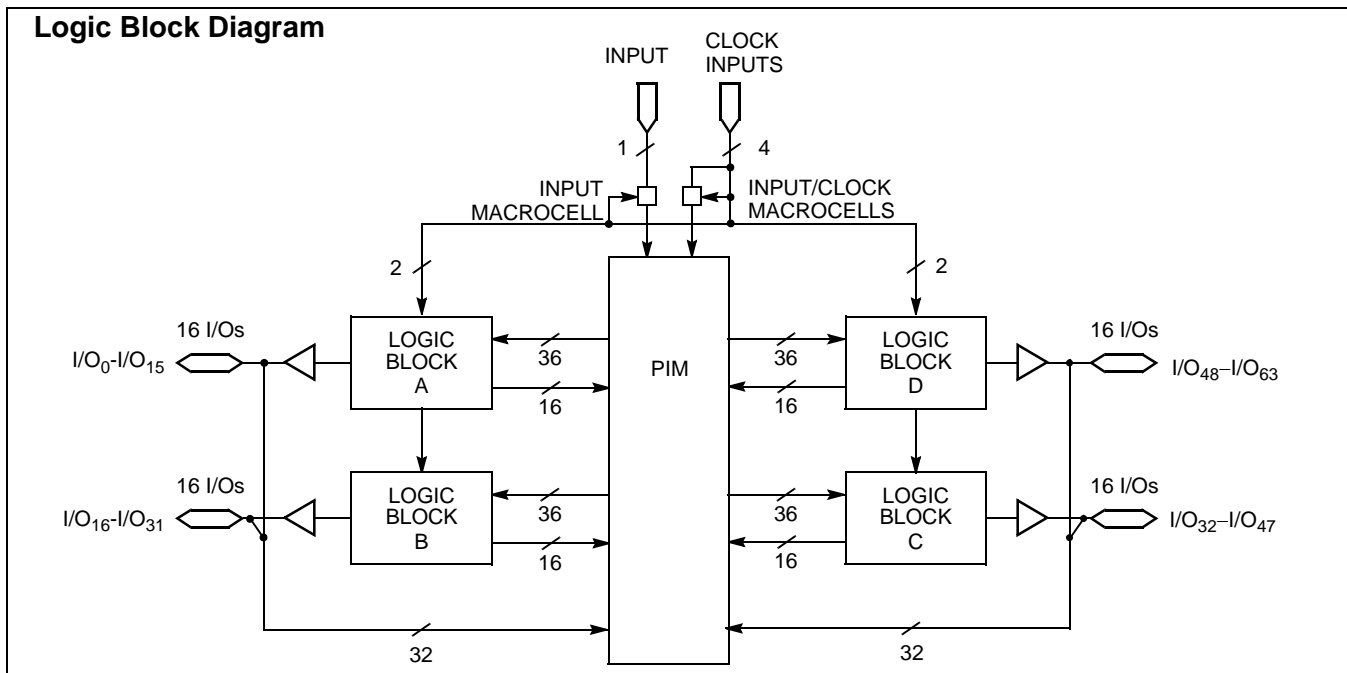 Logic Block Diagram
INPUT
CLOCK
INPUTS
1
4
INPUT
MACROCELL
INPUT/CLOCK
MACROCELLS
2
2
16 I/Os
I/O0-I/O15
LOGIC
BLOCK
A
36
16
PIM
36
16
LOGIC
BLOCK
D
16 I/Os
I/O48–I/O63
16 I/Os
I/O16-I/O31
LOGIC
BLOCK
B
36
16
36
16
LOGIC
BLOCK
C
16 I/Os
I/O32–I/O47
32
32